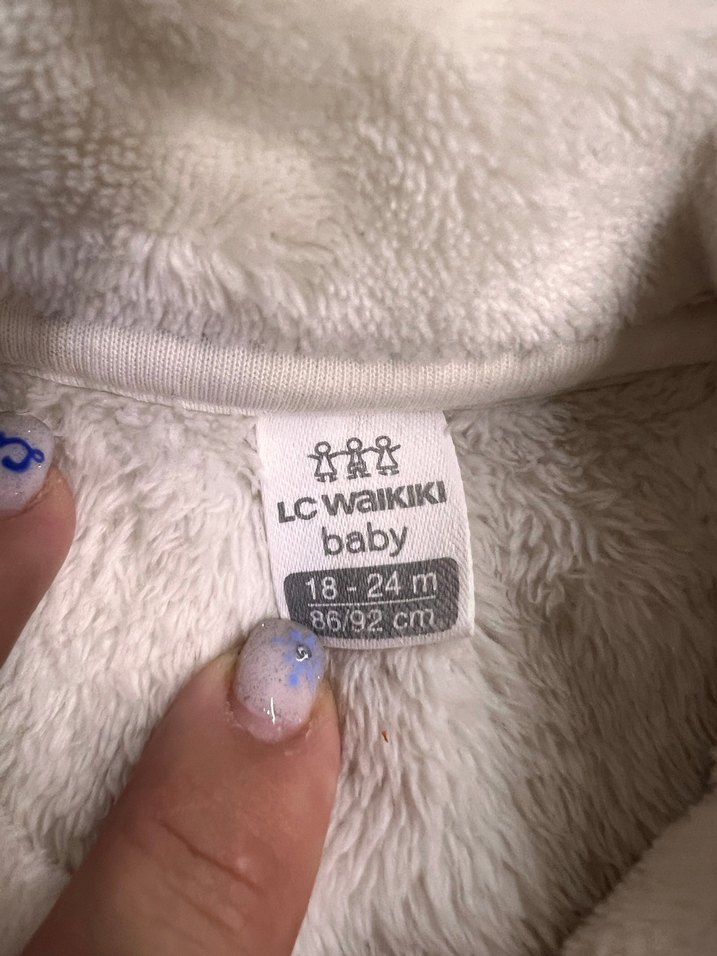 LC WAIKIKI
baby
18 - 24 m
86/92 cm